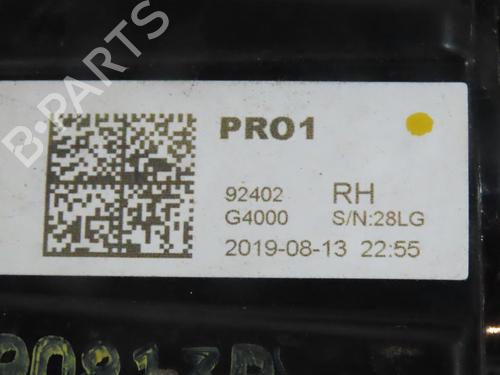 PRO1
92402 RH
G4000 S/N:28LG
2019-08-13 22:55
B-PARTS